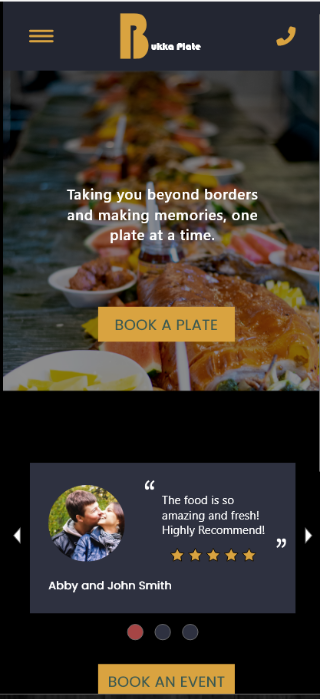 Bukka Plate
Taking you beyond borders
and making memories, one
plate at a time.
BOOK A PLATE
“
The food is so
amazing and fresh!
Highly Recommend!
”
Abby and John Smith
BOOK AN EVENT